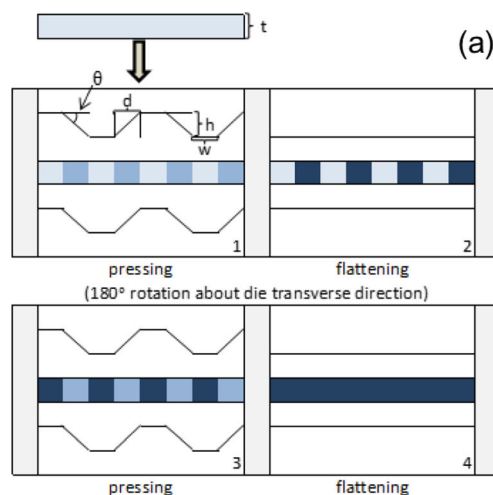 t
(a)
θ
d
h
w
1
2
pressing
flattening
(180° rotation about die transverse direction)
3
4
pressing
flattening